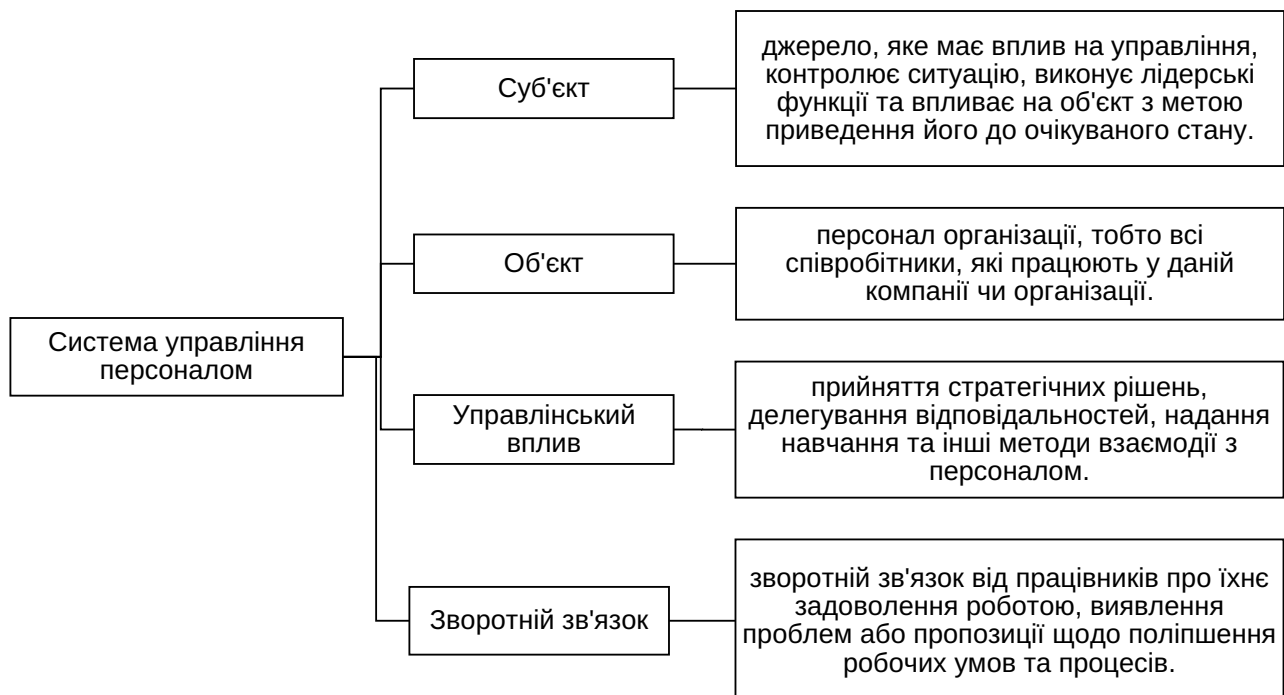 Система управління
персоналом
Суб'єкт
джерело, яке має вплив на управління,
контролює ситуацію, виконує лідерські
функції та впливає на об'єкт з метою
приведення його до очікуваного стану.
Об'єкт
персонал організації, тобто всі
співробітники, які працюють у даній
компанії чи організації.
Управлінський
вплив
прийняття стратегічних рішень,
делегування відповідальностей, надання
навчання та інші методи взаємодії з
персоналом.
Зворотній зв'язок
зворотній зв'язок від працівників про їхнє
задоволення роботою, виявлення
проблем або пропозиції щодо поліпшення
робочих умов та процесів.